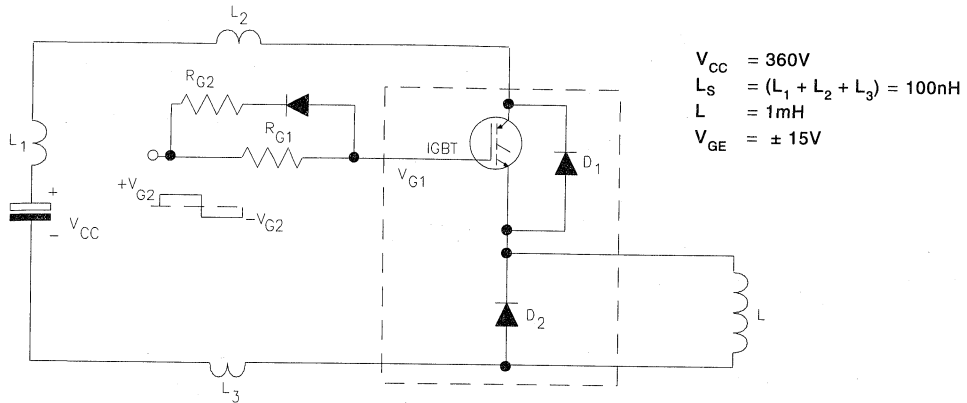 L2
RG2
RG1
L1
+
VCC
-
+VG2
-VG2
IGBT
VG1
D1
D2
L
L3
VCC = 360V
LS = (L1 + L2 + L3) = 100nH
L = 1mH
VGE = ± 15V